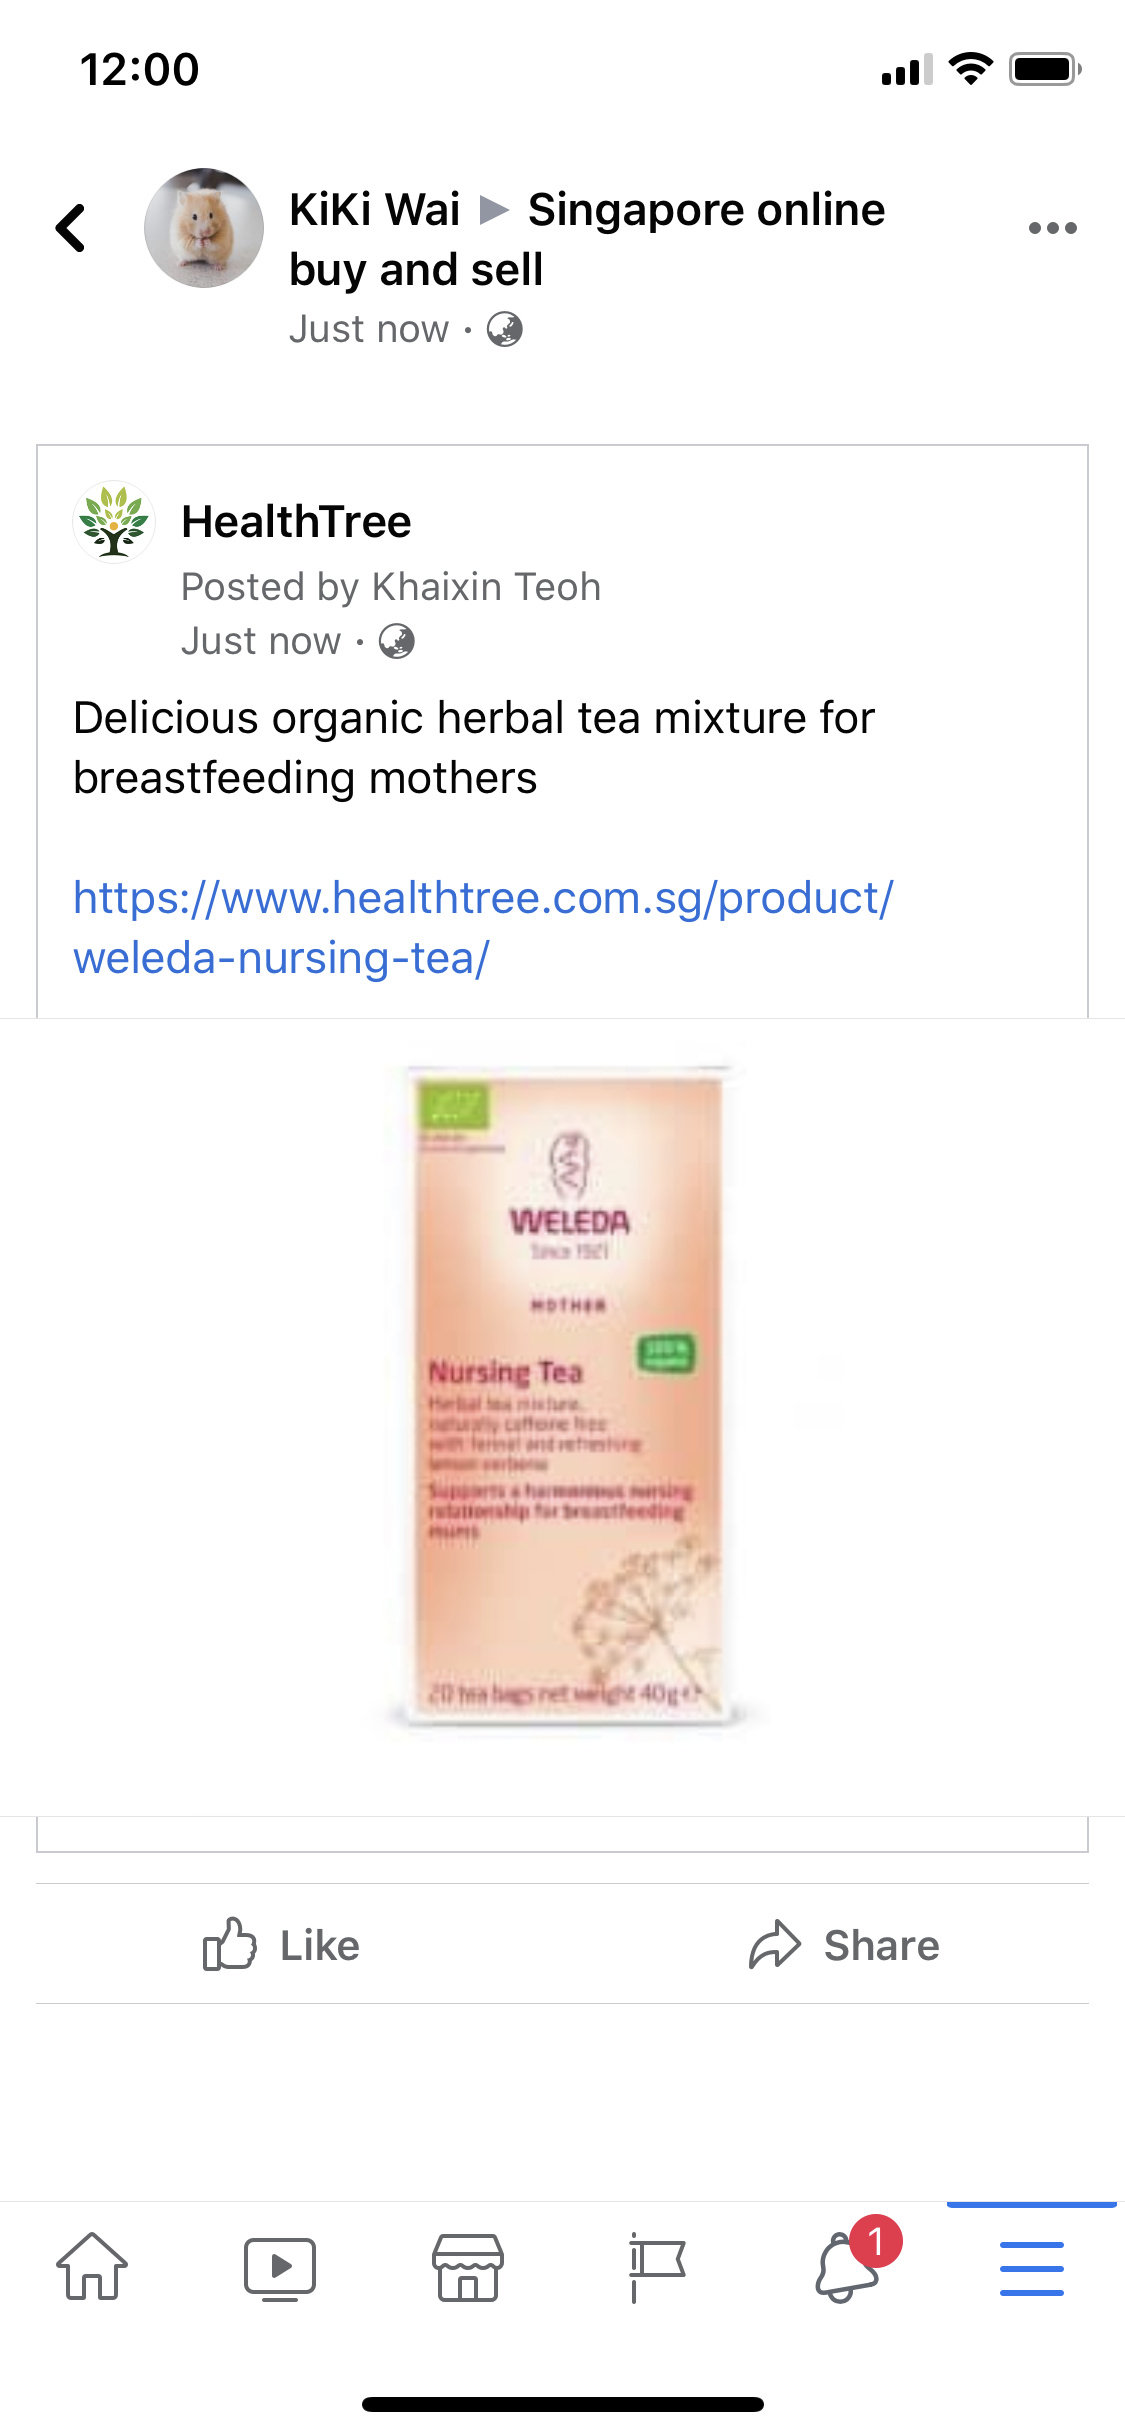 12:00
KiKi Wai ▶ Singapore online
buy and sell
Just now ·
HealthTree
Posted by Khaixin Teoh
Just now ·
Delicious organic herbal tea mixture for
breastfeeding mothers
https://www.healthtree.com.sg/product/
weleda-nursing-tea/
WELEDA
Since 1921
MOTHER
Nursing Tea
Herbal tea mixture,
naturally caffeine free
with fennel and refreshing
lemon verbena
Supports a harmonious nursing
relationship for breastfeeding
mums
20 tea bags net weight 40g e
Like
Share
1